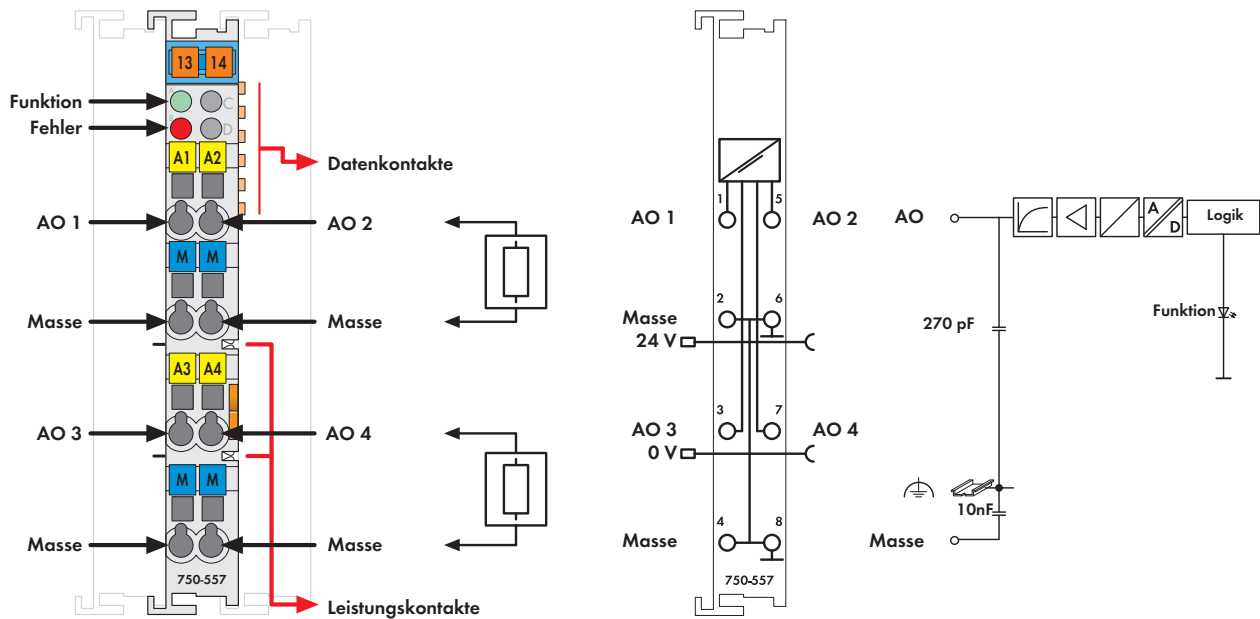 13 14
Funktion
A C
Fehler
B D
A1 A2
Datenkontakte
AO 1
AO 2
M M
Masse
Masse
A3 A4
AO 3
AO 4
M M
Masse
Masse
750-557
Leistungskontakte
1 5
AO 1
AO 2
2 6
Masse
24 V
3 7
AO 3
AO 4
0 V
4 8
Masse
750-557
AO
A
D
Logik
270 pF
Funktion
10nF
Masse